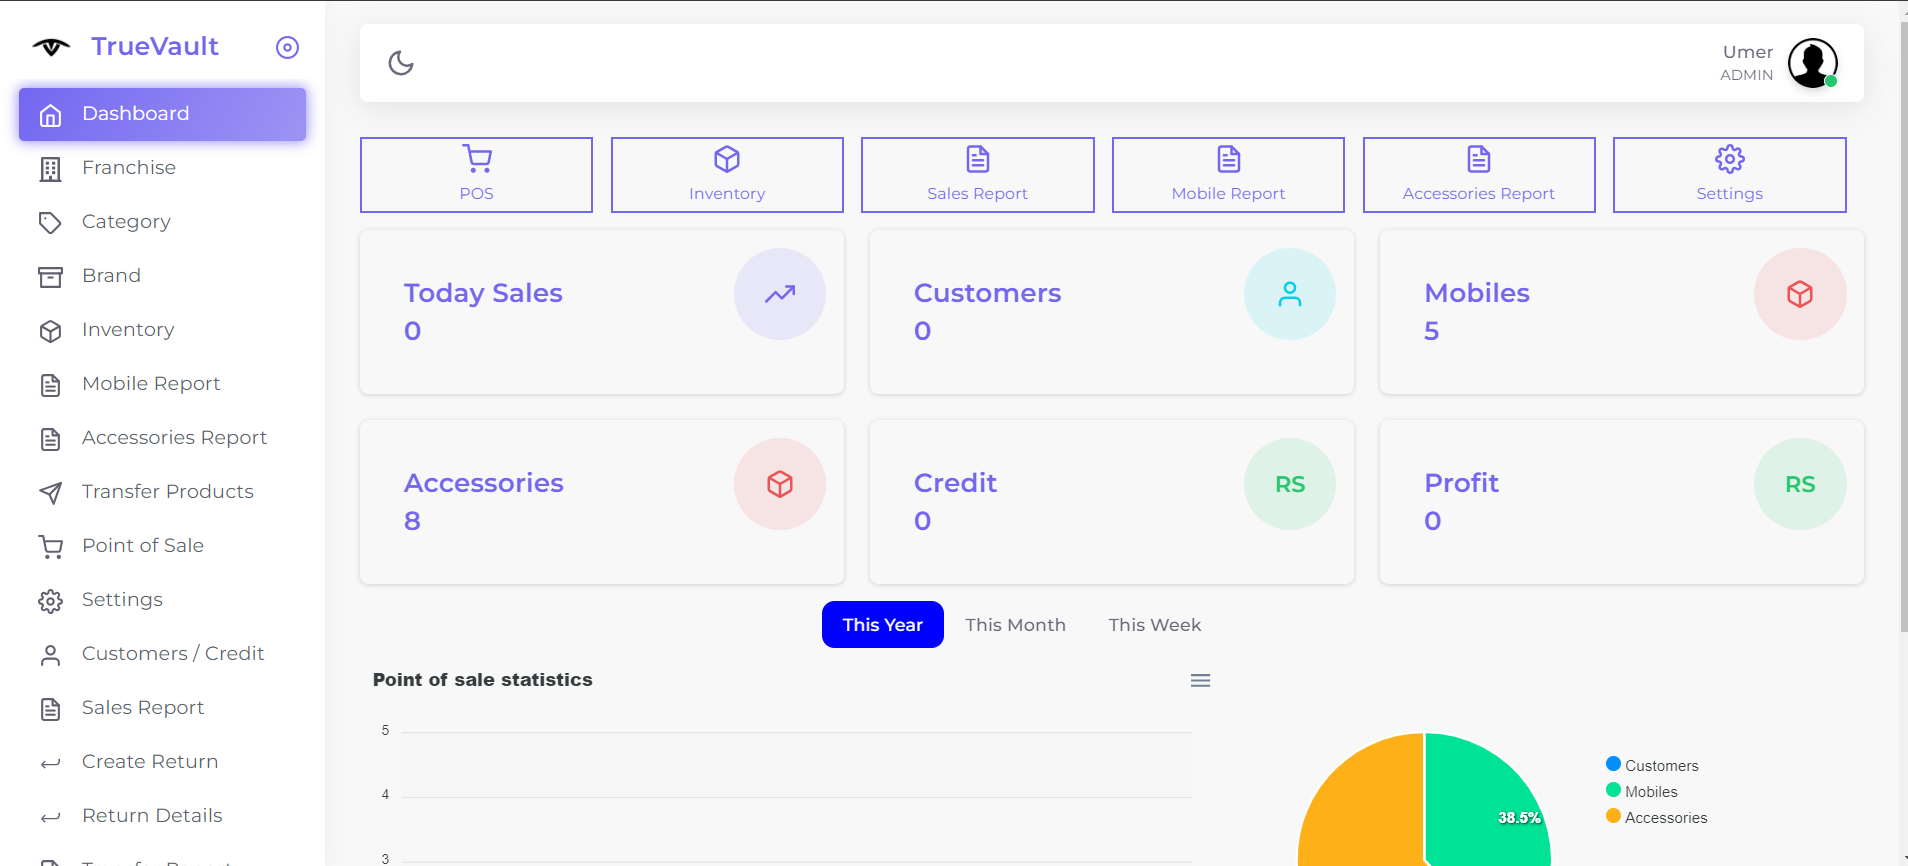 TrueVault
Dashboard
Franchise
Category
Brand
Inventory
Mobile Report
Accessories Report
Transfer Products
Point of Sale
Settings
Customers / Credit
Sales Report
Create Return
Return Details
Umer
ADMIN
POS
Inventory
Sales Report
Mobile Report
Accessories Report
Settings
Today Sales
0
Customers
0
Mobiles
5
Accessories
8
Credit
0
RS
Profit
0
RS
This Year
This Month
This Week
Point of sale statistics
5
4
3
38.5%
Customers
Mobiles
Accessories